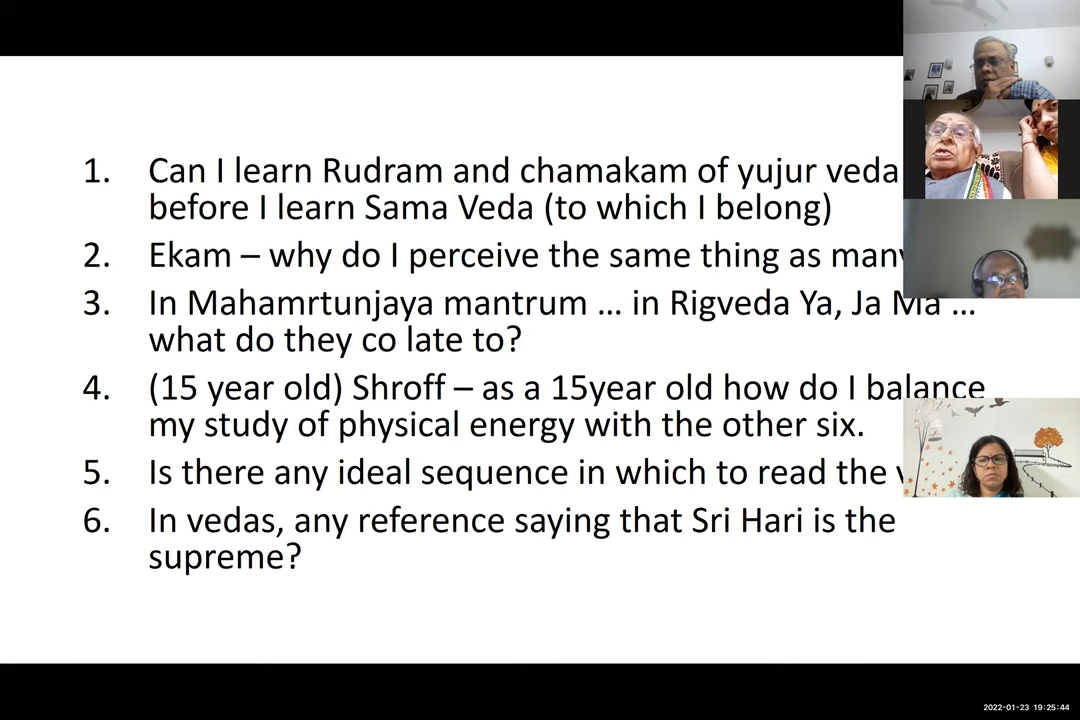 1. Can I learn Rudram and chamakam of yujur veda
before I learn Sama Veda (to which I belong)
2. Ekam – why do I perceive the same thing as many
3. In Mahamrtunjaya mantrum ... in Rigveda Ya, Ja Ma ...
what do they co late to?
4. (15 year old) Shroff – as a 15year old how do I balance
my study of physical energy with the other six.
5. Is there any ideal sequence in which to read the
6. In vedas, any reference saying that Sri Hari is the
supreme?
2022-01-23 19:25:44